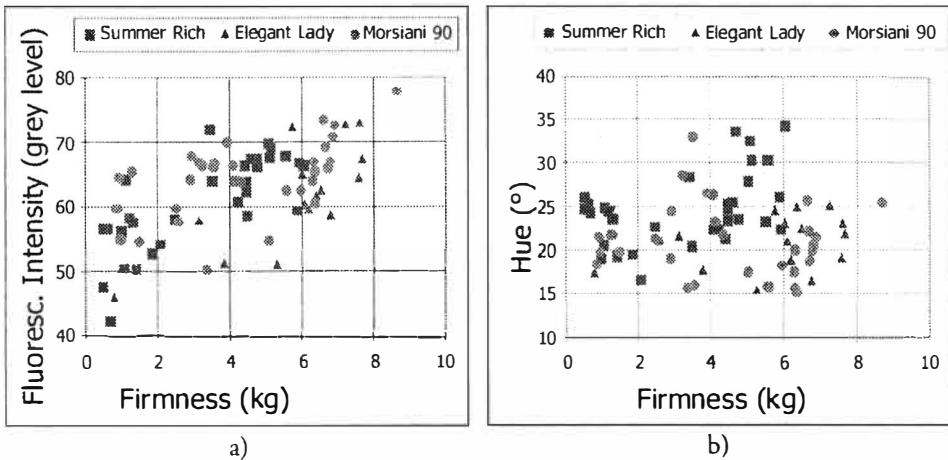 Summer Rich Elegant Lady Morsiani 90
Fluoresc. Intensity (grey level)
80
70
60
50
40
0 2 4 6 8 10
Firmness (kg)
a)
Summer Rich Elegant Lady Morsiani 90
Hue (°)
40
35
30
25
20
15
10
0 2 4 6 8 10
Firmness (kg)
b)